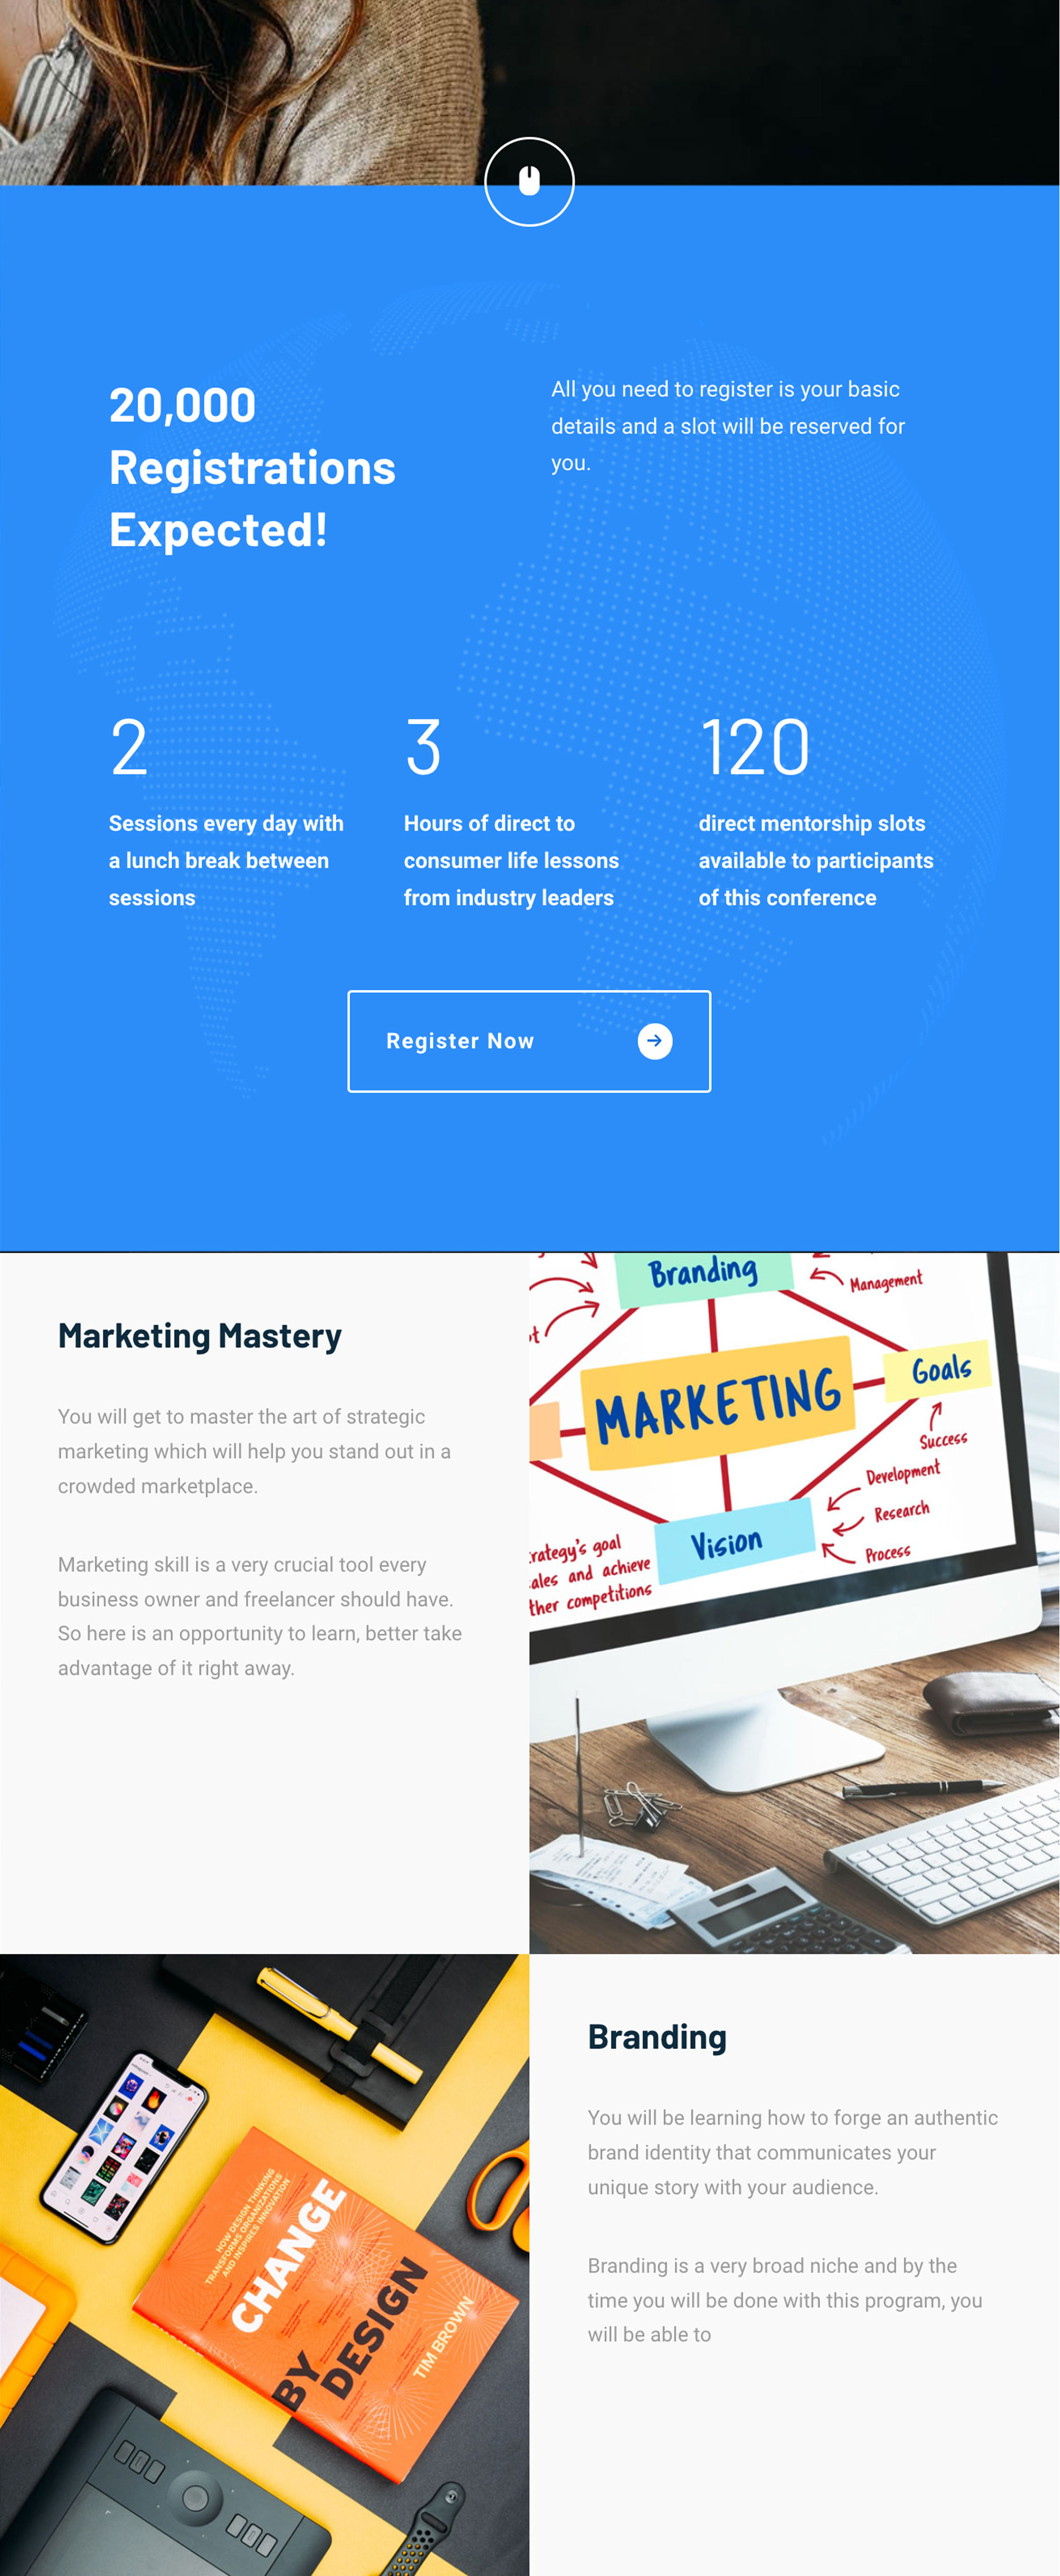 20,000
Registrations
Expected!
All you need to register is your basic
details and a slot will be reserved for
you.
2
Sessions every day with
a lunch break between
sessions
3
Hours of direct to
consumer life lessons
from industry leaders
120
direct mentorship slots
available to participants
of this conference
Register Now
Marketing Mastery
You will get to master the art of strategic
marketing which will help you stand out in a
crowded marketplace.
Marketing skill is a very crucial tool every
business owner and freelancer should have.
So here is an opportunity to learn, better take
advantage of it right away.
Branding
Management
MARKETING
Goals
Success
Development
Research
Process
Vision
rategy's goal
ales and achieve
ther competitions
HOW DESIGN THINKING
TRANSFORMS ORGANIZATIONS
AND INSPIRES INNOVATION
CHANGE
BY
DESIGN
TIM BROWN
Branding
You will be learning how to forge an authentic
brand identity that communicates your
unique story with your audience.
Branding is a very broad niche and by the
time you will be done with this program, you
will be able to